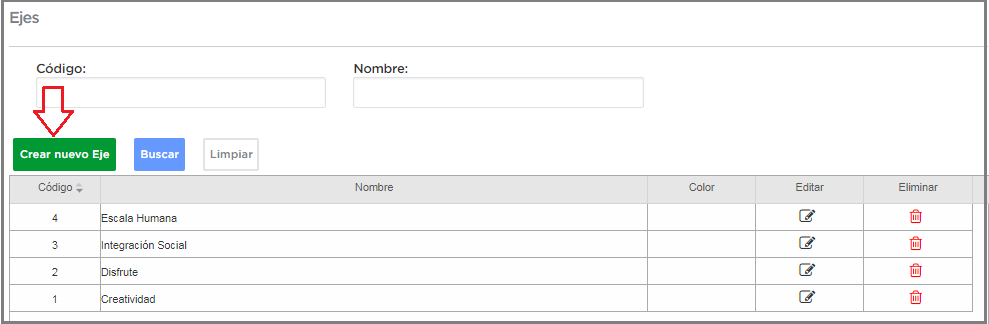 Ejes
Código: Nombre:
Crear nuevo Eje Buscar Limpiar
Código Nombre Color Editar Eliminar
4 Escala Humana
3 Integración Social
2 Disfrute
1 Creatividad